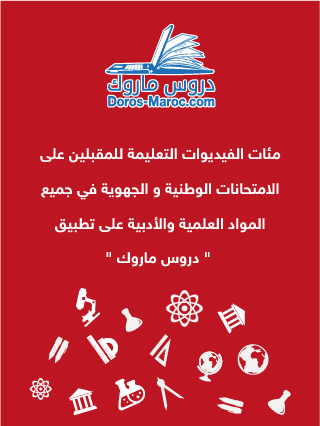 دروس ماروك
Doros-Maroc.com
مئات الفيديوات التعليمة للمقبلين على
الامتحانات الوطنية و الجهوية في جميع
المواد العلمية والأدبية على تطبيق
" دروس ماروك "